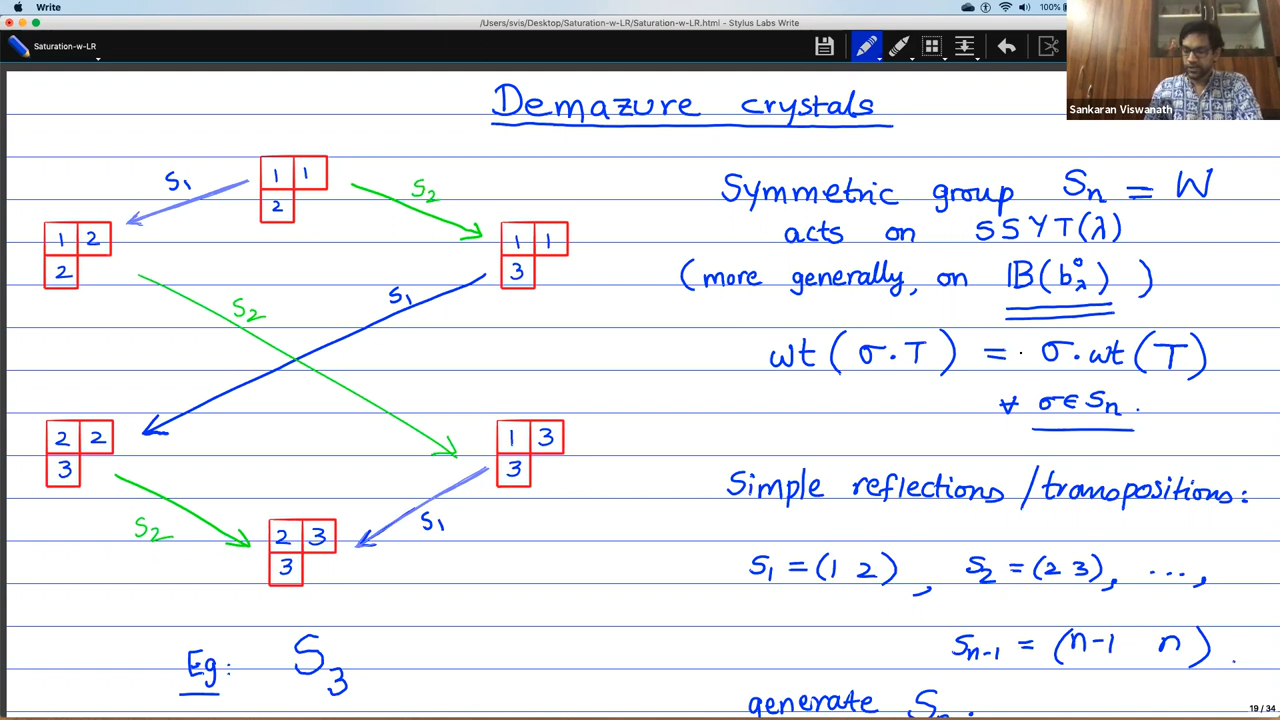 Write
100%
/Users/svis/Desktop/Saturation-w-LR/Saturation-w-LR.html - Stylus Labs Write
Saturation-w-LR
Sankaran Viswanath
Demazure crystals
S₁
1 1
2
S₂
1 2
2
1 1
3
S₂
S₁
2 2
3
1 3
3
S₂
2 3
3
S₁
Eg: S₃
Symmetric group Sₙ = W
acts on SSYT(λ)
(more generally, on 𝔹(b°_λ) )
wt(σ·T) = σ·wt(T)
∀ σ∈Sₙ.
Simple reflections/transpositions:
s₁ = (1 2), s₂ = (2 3), ...,
sₙ₋₁ = (n-1 n).
generate Sₙ.
19 / 34